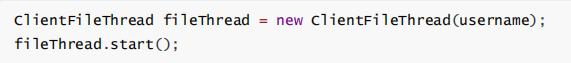 ClientFileThread fileThread = new ClientFileThread(username);
fileThread.start();